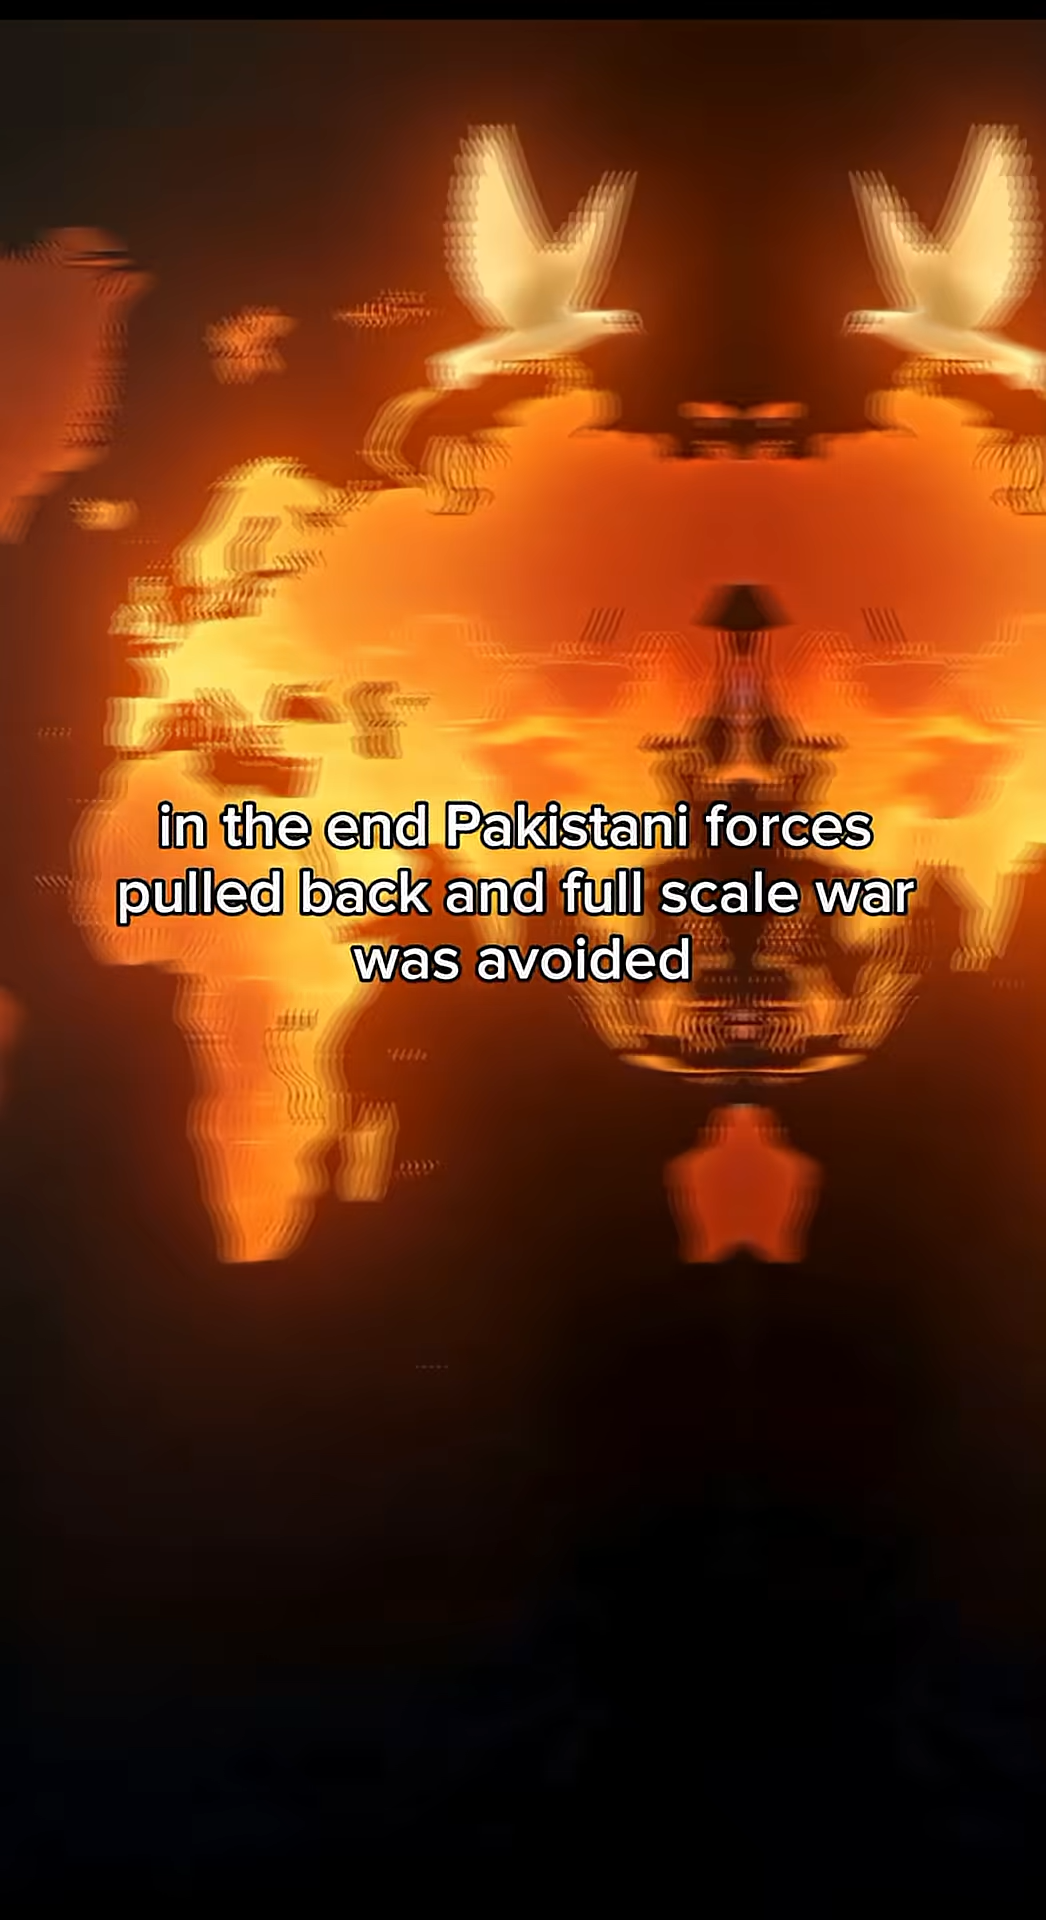 in the end Pakistani forces
pulled back and full scale war
was avoided